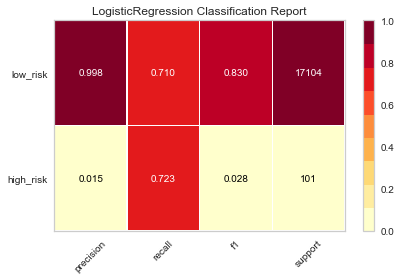 LogisticRegression Classification Report
low_risk 0.998 0.710 0.830 17104
high_risk 0.015 0.723 0.028 101
precision recall f1 support
1.0
0.8
0.6
0.4
0.2
0.0